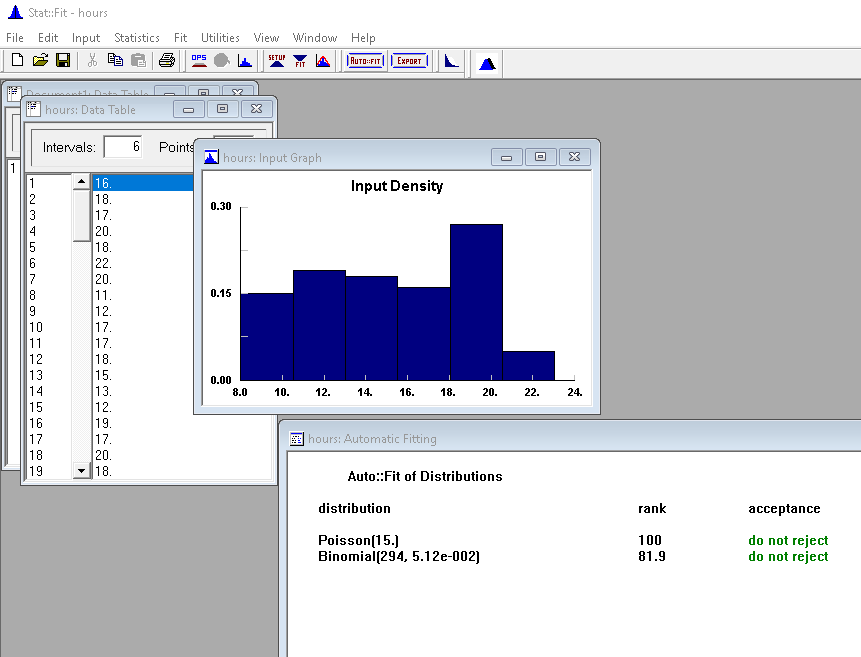 Stat::Fit - hours
File Edit Input Statistics Fit Utilities View Window Help
DPS SETUP FIT AUTO::FIT EXPORT
Document1: Data Table
hours: Data Table
Intervals: 6 Points
1
1 16.
2 18.
3 17.
4 20.
5 18.
6 22.
7 20.
8 11.
9 12.
10 17.
11 17.
12 18.
13 15.
14 13.
15 12.
16 19.
17 17.
18 20.
19 18.
hours: Input Graph
Input Density
0.30
0.15
0.00
8.0 10. 12. 14. 16. 18. 20. 22. 24.
hours: Automatic Fitting
Auto::Fit of Distributions
distribution rank acceptance
Poisson(15.) 100 do not reject
Binomial(294, 5.12e-002) 81.9 do not reject